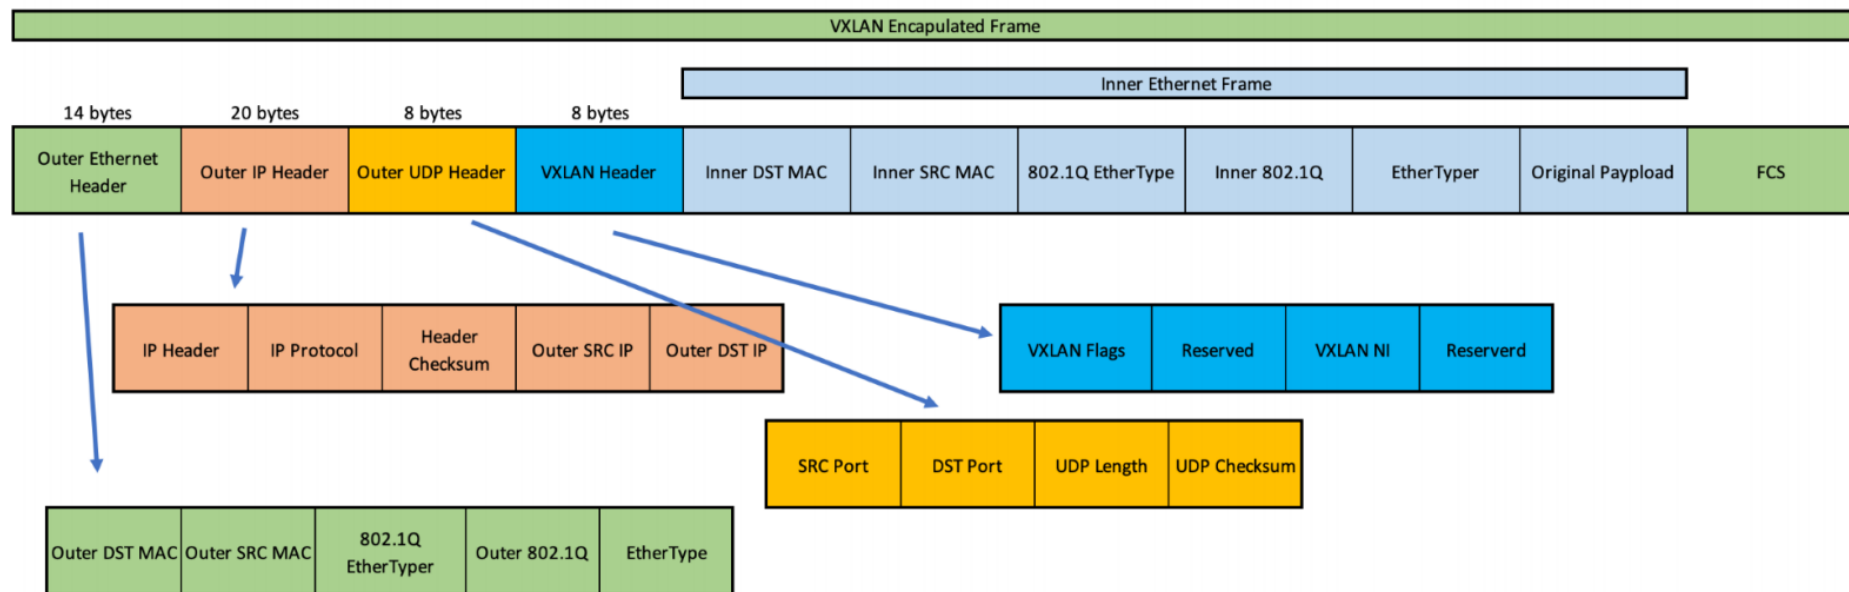 VXLAN Encapulated Frame
Inner Ethernet Frame
14 bytes
20 bytes
8 bytes
8 bytes
Outer Ethernet
Header
Outer IP Header
Outer UDP Header
VXLAN Header
Inner DST MAC
Inner SRC MAC
802.1Q EtherType
Inner 802.1Q
EtherTyper
Original Paypload
FCS
IP Header
IP Protocol
Header
Checksum
Outer SRC IP
Outer DST IP
VXLAN Flags
Reserved
VXLAN NI
Reserverd
SRC Port
DST Port
UDP Length
UDP Checksum
Outer DST MAC
Outer SRC MAC
802.1Q
EtherTyper
Outer 802.1Q
EtherType